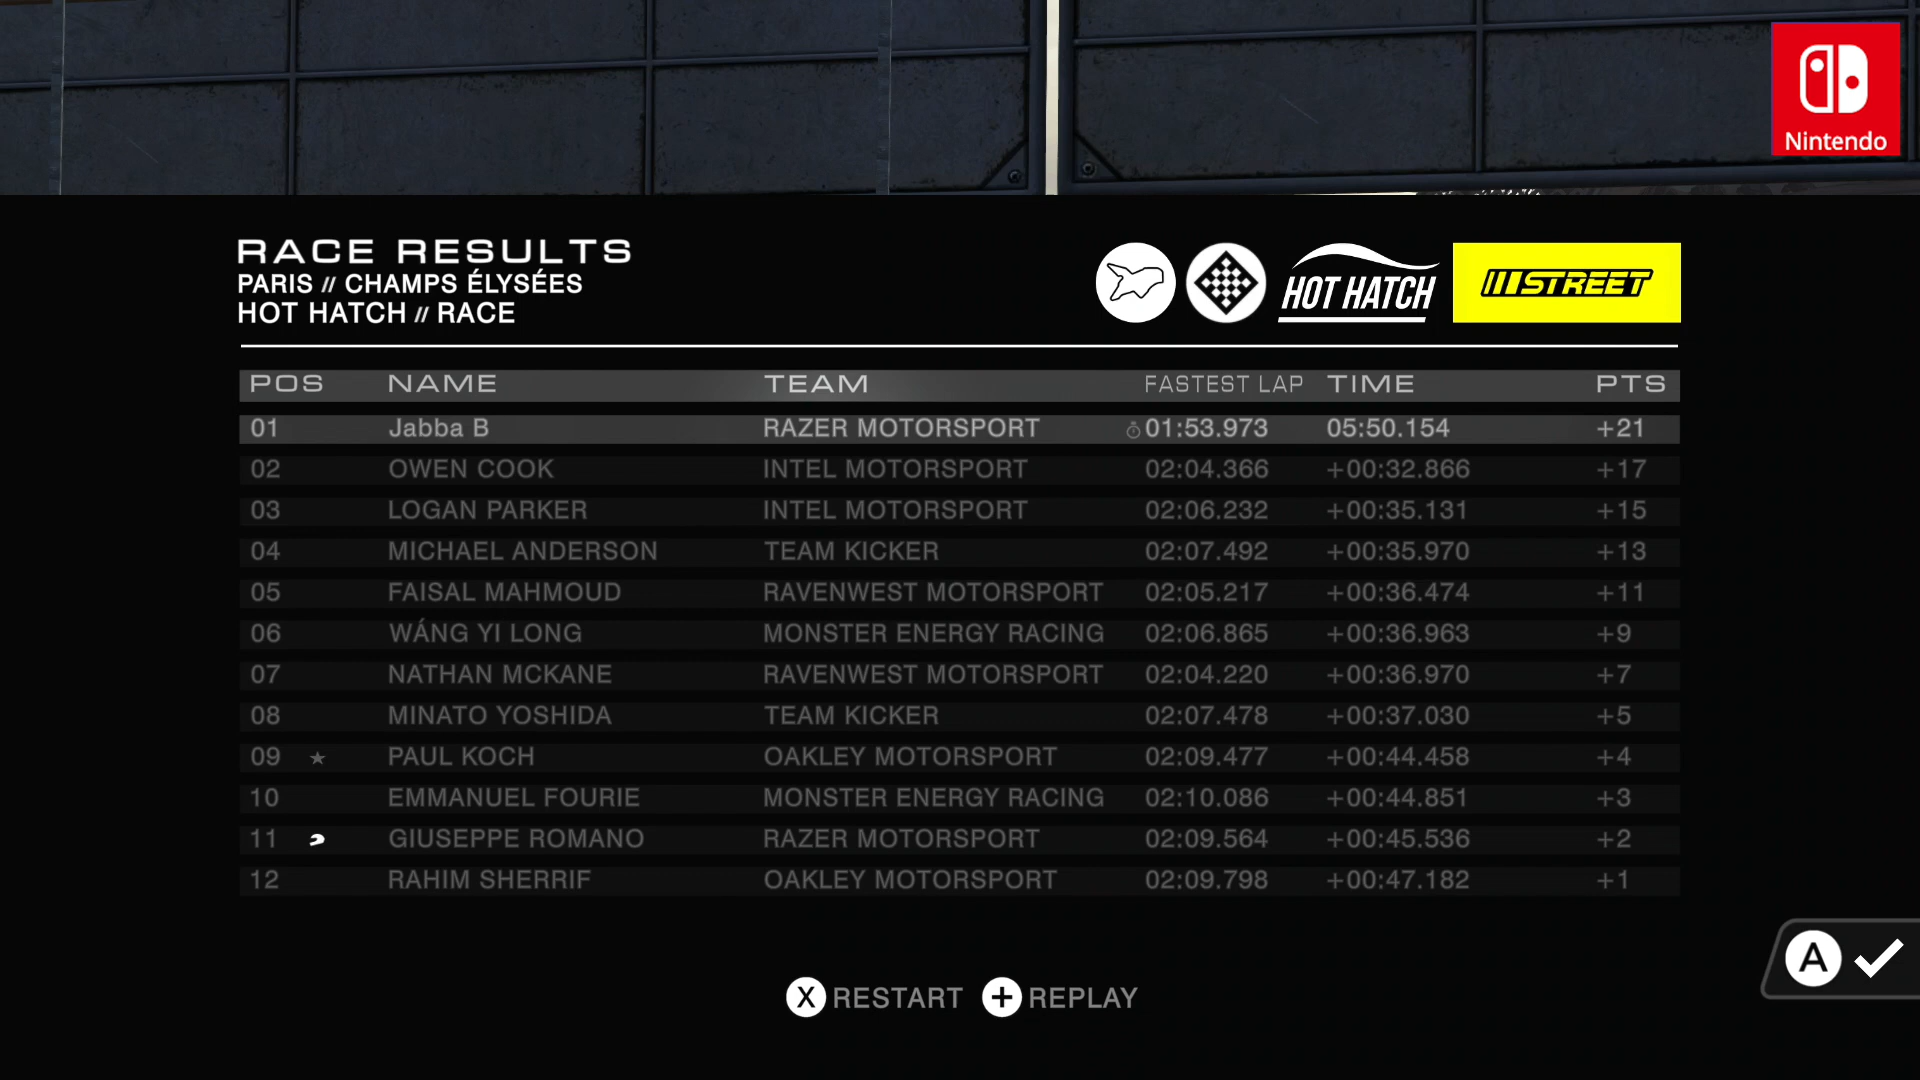 Nintendo
RACE RESULTS
PARIS // CHAMPS ÉLYSÉES
HOT HATCH // RACE
HOT HATCH
STREET
POS NAME TEAM FASTEST LAP TIME PTS
01 Jabba B RAZER MOTORSPORT 01:53.973 05:50.154 +21
02 OWEN COOK INTEL MOTORSPORT 02:04.366 +00:32.866 +17
03 LOGAN PARKER INTEL MOTORSPORT 02:06.232 +00:35.131 +15
04 MICHAEL ANDERSON TEAM KICKER 02:07.492 +00:35.970 +13
05 FAISAL MAHMOUD RAVENWEST MOTORSPORT 02:05.217 +00:36.474 +11
06 WÁNG YI LONG MONSTER ENERGY RACING 02:06.865 +00:36.963 +9
07 NATHAN MCKANE RAVENWEST MOTORSPORT 02:04.220 +00:36.970 +7
08 MINATO YOSHIDA TEAM KICKER 02:07.478 +00:37.030 +5
09 ★ PAUL KOCH OAKLEY MOTORSPORT 02:09.477 +00:44.458 +4
10 EMMANUEL FOURIE MONSTER ENERGY RACING 02:10.086 +00:44.851 +3
11 GIUSEPPE ROMANO RAZER MOTORSPORT 02:09.564 +00:45.536 +2
12 RAHIM SHERRIF OAKLEY MOTORSPORT 02:09.798 +00:47.182 +1
A
X RESTART + REPLAY